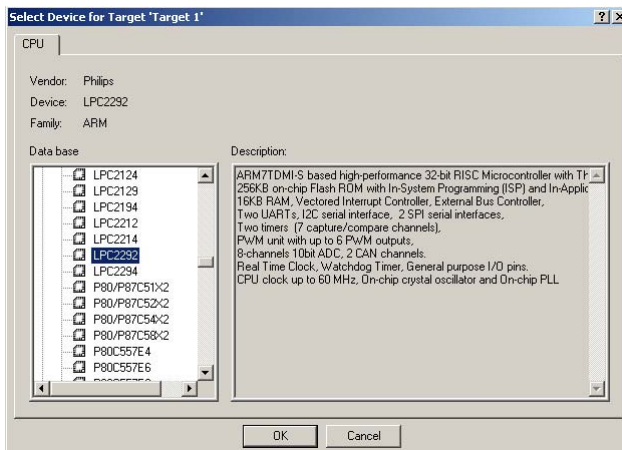 Select Device for Target 'Target 1'
CPU
Vendor: Philips
Device: LPC2292
Family: ARM
Data base
Description:
LPC2124
LPC2129
LPC2194
LPC2212
LPC2214
LPC2292
LPC2294
P80/P87C51X2
P80/P87C52X2
P80/P87C54X2
P80/P87C58X2
P80C557E4
P80C557E6
ARM7TDMI-S based high-performance 32-bit RISC Microcontroller with Th
256KB on-chip Flash ROM with In-System Programming (ISP) and In-Applic
16KB RAM, Vectored Interrupt Controller, External Bus Controller,
Two UARTs, I2C serial interface, 2 SPI serial interfaces,
Two timers (7 capture/compare channels),
PWM unit with up to 6 PWM outputs,
8-channels 10bit ADC, 2 CAN channels.
Real Time Clock, Watchdog Timer, General purpose I/O pins.
CPU clock up to 60 MHz, On-chip crystal oscillator and On-chip PLL
OK
Cancel